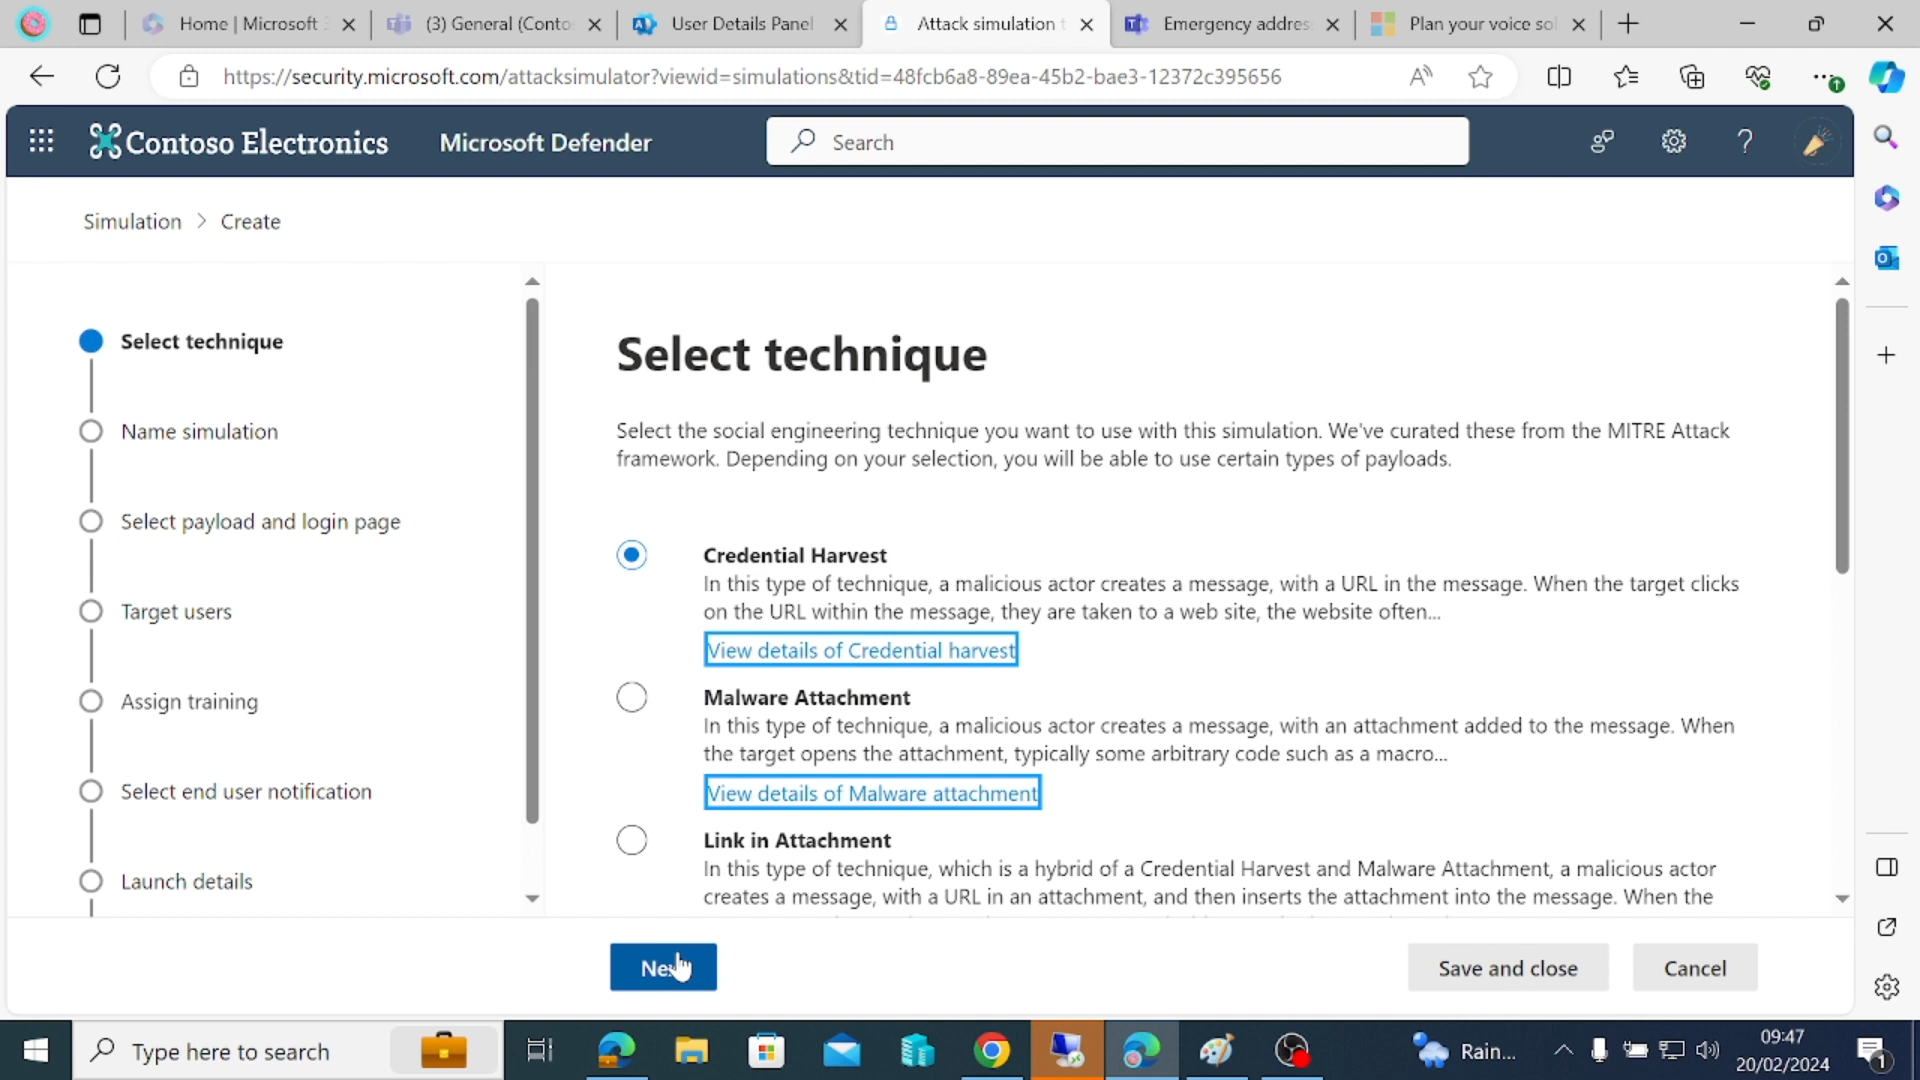 Home | Microsoft 3
(3) General (Conto
User Details Panel
Attack simulation t
Emergency addres
Plan your voice sol
https://security.microsoft.com/attacksimulator?viewid=simulations&tid=48fcb6a8-89ea-45b2-bae3-12372c395656
Contoso Electronics
Microsoft Defender
Search
Simulation > Create
Select technique
Name simulation
Select payload and login page
Target users
Assign training
Select end user notification
Launch details
Select technique
Select the social engineering technique you want to use with this simulation. We've curated these from the MITRE Attack
framework. Depending on your selection, you will be able to use certain types of payloads.
Credential Harvest
In this type of technique, a malicious actor creates a message, with a URL in the message. When the target clicks
on the URL within the message, they are taken to a web site, the website often...
View details of Credential harvest
Malware Attachment
In this type of technique, a malicious actor creates a message, with an attachment added to the message. When
the target opens the attachment, typically some arbitrary code such as a macro...
View details of Malware attachment
Link in Attachment
In this type of technique, which is a hybrid of a Credential Harvest and Malware Attachment, a malicious actor
creates a message, with a URL in an attachment, and then inserts the attachment into the message. When the
Next
Save and close
Cancel
Type here to search
Rain...
09:47
20/02/2024
1